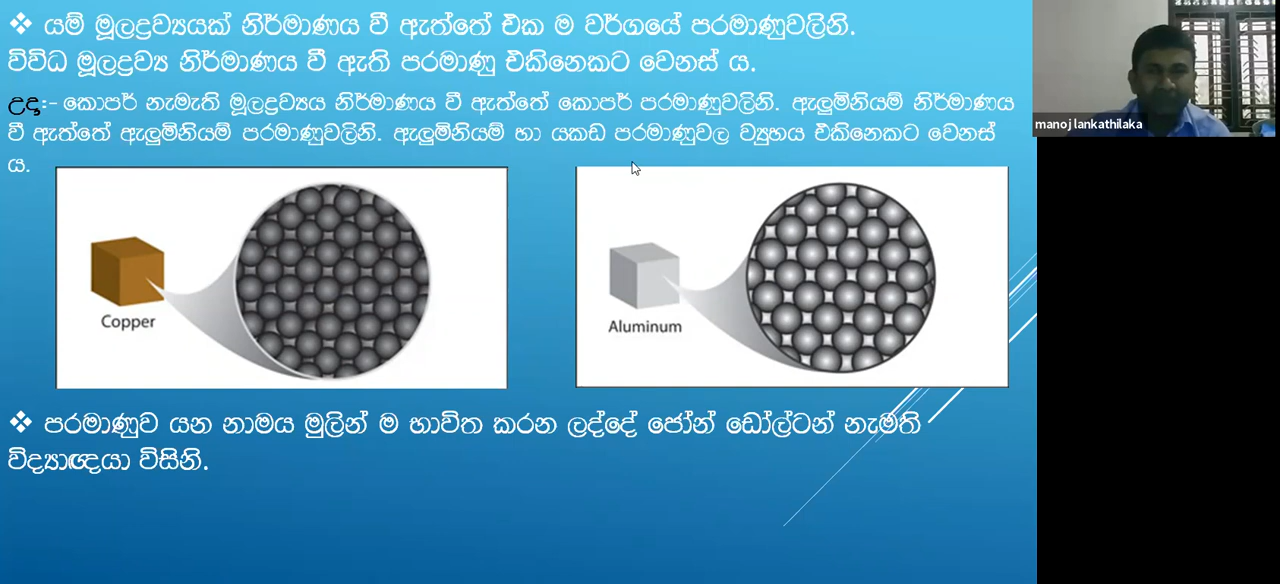 ❖ යම් මූලද්‍රව්‍යයක් නිර්මාණය වී ඇත්තේ එක ම වර්ගයේ පරමාණුවලිනි.
විවිධ මූලද්‍රව්‍ය නිර්මාණය වී ඇති පරමාණු එකිනෙකට වෙනස් ය.
උදා:- කොපර් නැමැති මූලද්‍රව්‍යය නිර්මාණය වී ඇත්තේ කොපර් පරමාණුවලිනි. ඇලුමිනියම් නිර්මාණය
වී ඇත්තේ ඇලුමිනියම් පරමාණුවලිනි. ඇලුමිනියම් හා යකඩ පරමාණුවල ව්‍යුහය එකිනෙකට වෙනස්
ය.
Copper
Aluminum
❖ පරමාණුව යන නාමය මුලින් ම භාවිත කරන ලද්දේ ජෝන් ඩෝල්ටන් නැමති
විද්‍යාඥයා විසිනි.
manoj lankathilaka